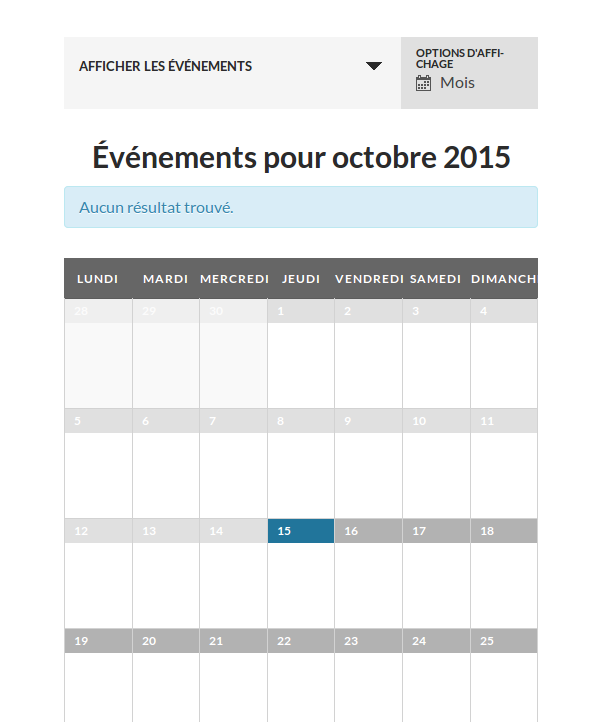 AFFICHER LES ÉVÉNEMENTS
OPTIONS D'AFFI-
CHAGE
Mois
Événements pour octobre 2015
Aucun résultat trouvé.
LUNDI MARDI MERCREDI JEUDI VENDREDI SAMEDI DIMANCH
28 29 30 1 2 3 4
5 6 7 8 9 10 11
12 13 14 15 16 17 18
19 20 21 22 23 24 25